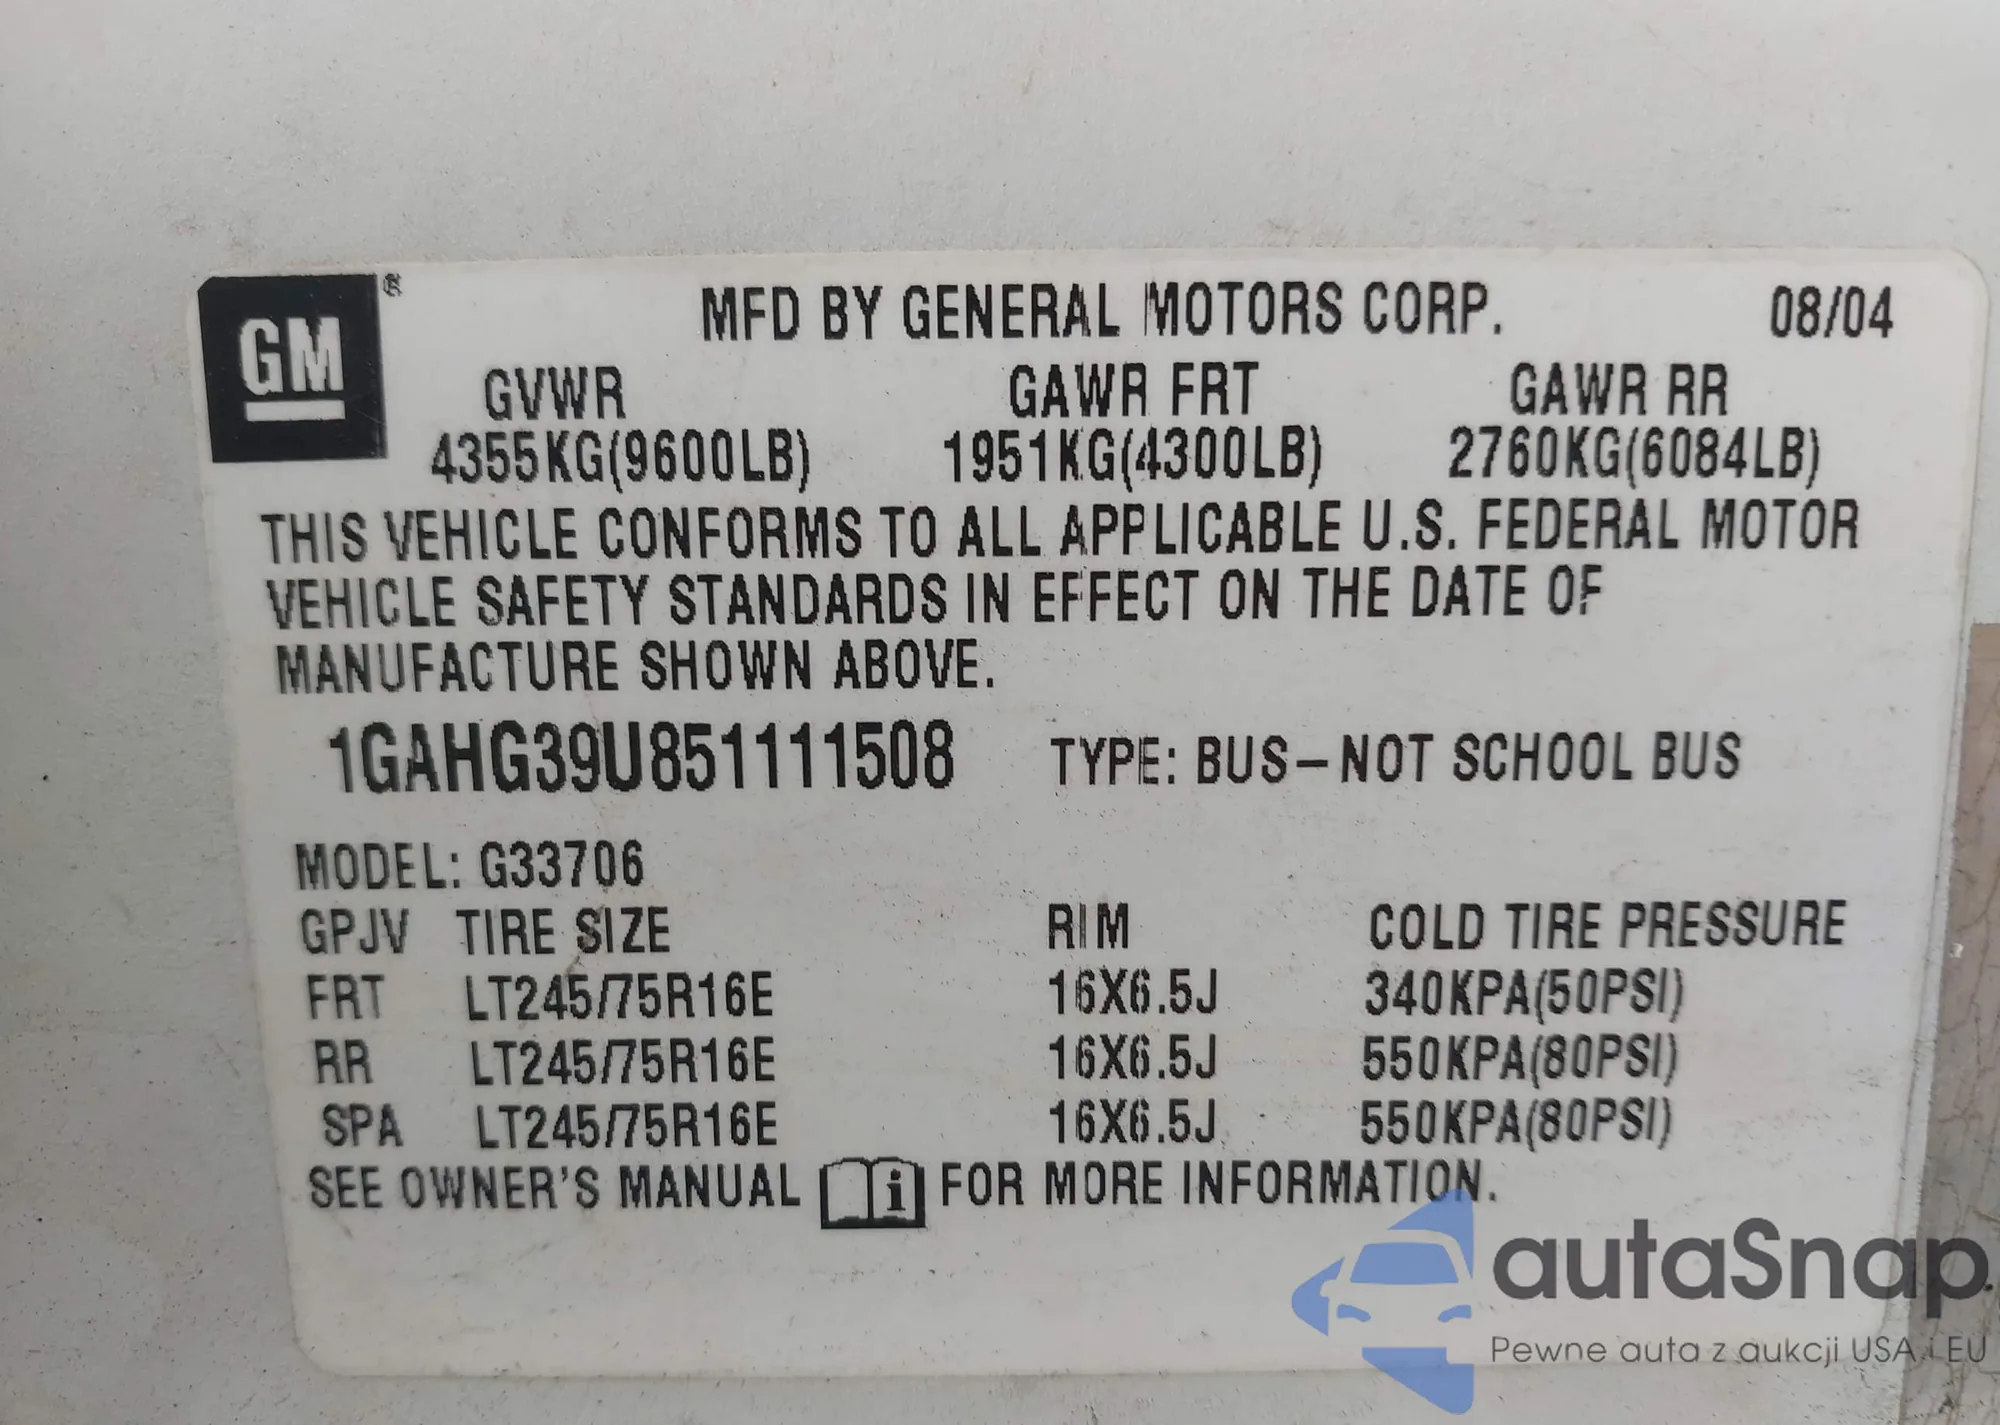 GM ® MFD BY GENERAL MOTORS CORP. 08/04
GVWR GAWR FRT GAWR RR
4355KG(9600LB) 1951KG(4300LB) 2760KG(6084LB)
THIS VEHICLE CONFORMS TO ALL APPLICABLE U.S. FEDERAL MOTOR
VEHICLE SAFETY STANDARDS IN EFFECT ON THE DATE OF
MANUFACTURE SHOWN ABOVE.
1GAHG39U851111508 TYPE: BUS-NOT SCHOOL BUS
MODEL: G33706
GPJV TIRE SIZE RIM COLD TIRE PRESSURE
FRT LT245/75R16E 16X6.5J 340KPA(50PSI)
RR LT245/75R16E 16X6.5J 550KPA(80PSI)
SPA LT245/75R16E 16X6.5J 550KPA(80PSI)
SEE OWNER'S MANUAL i FOR MORE INFORMATION.
autaSnap.
Pewne auta z aukcji USA i EU